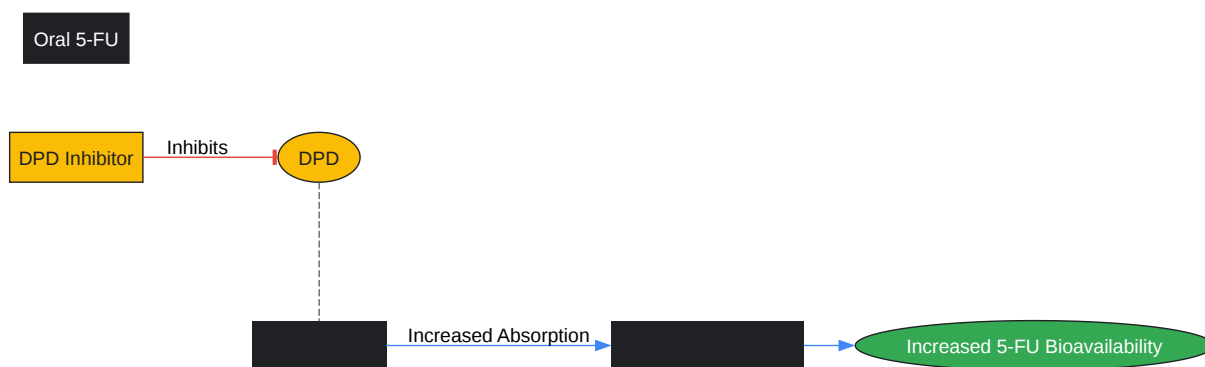 Oral 5-FU
DPD Inhibitor
Inhibits
DPD
Increased Absorption
Increased 5-FU Bioavailability